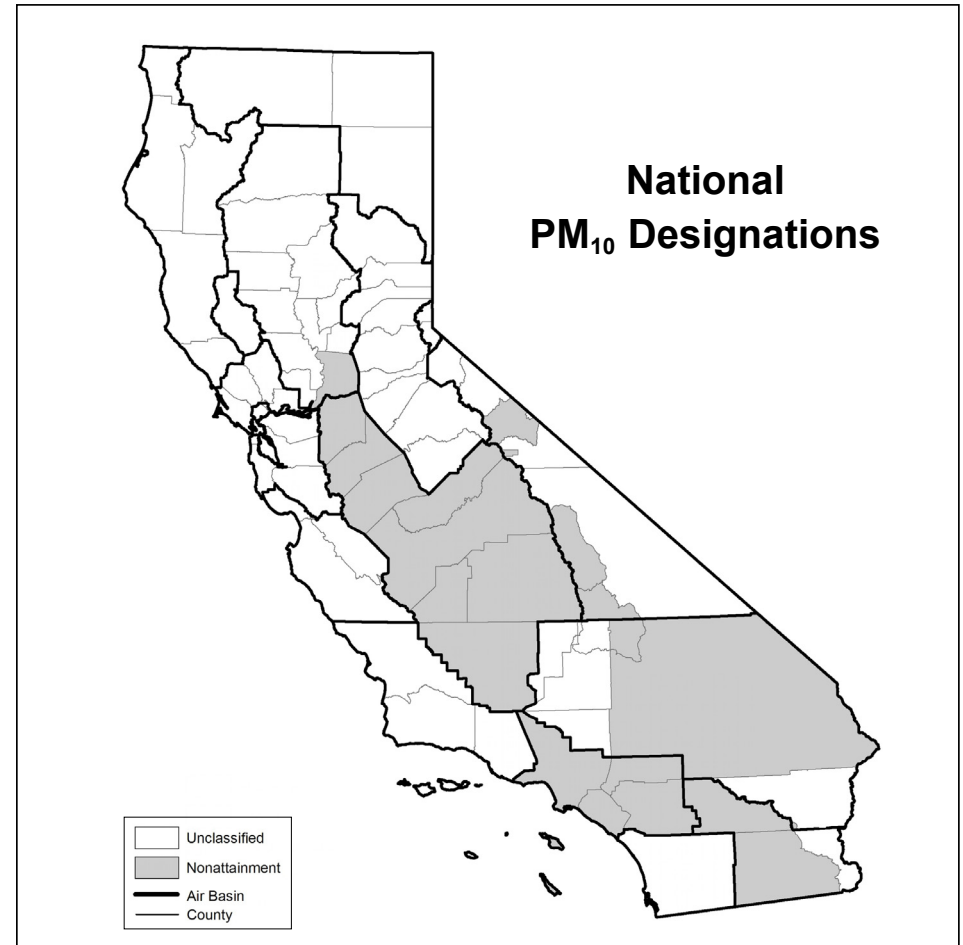 National
PM₁₀ Designations
Unclassified
Nonattainment
Air Basin
County